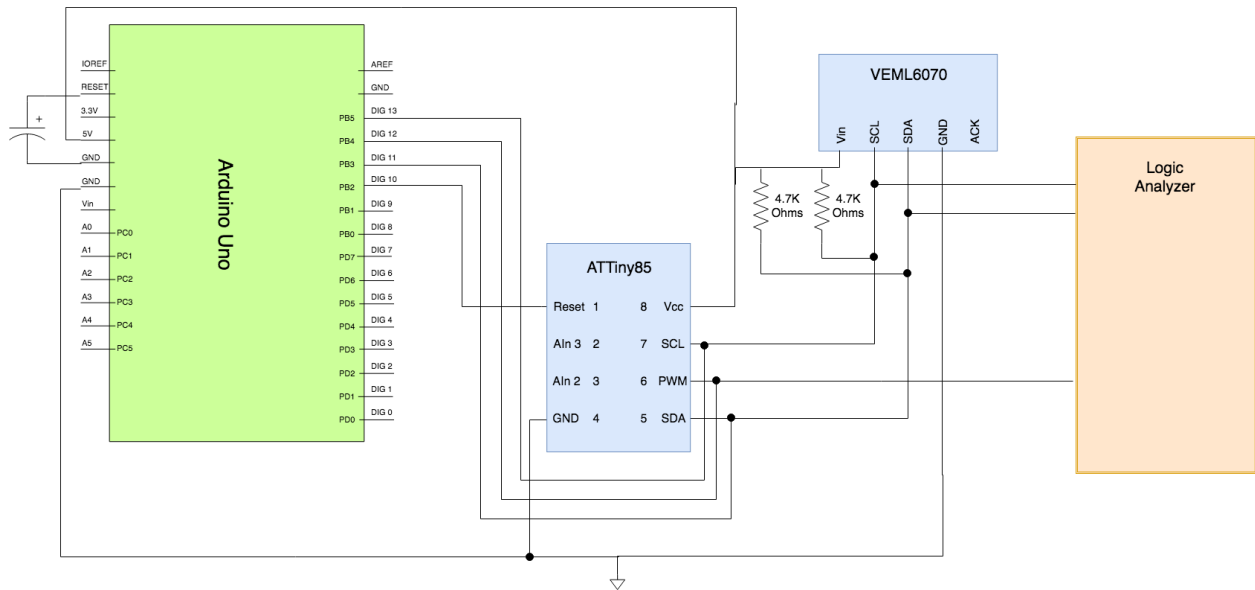 Arduino Uno
IOREF
RESET
3.3V
5V
GND
GND
Vin
A0
A1
A2
A3
A4
A5
PC0
PC1
PC2
PC3
PC4
PC5
+
AREF
GND
PB5 DIG 13
PB4 DIG 12
PB3 DIG 11
PB2 DIG 10
PB1 DIG 9
PB0 DIG 8
PD7 DIG 7
PD6 DIG 6
PD5 DIG 5
PD4 DIG 4
PD3 DIG 3
PD2 DIG 2
PD1 DIG 1
PD0 DIG 0
ATTiny85
Reset 1 8 Vcc
AIn 3 2 7 SCL
AIn 2 3 6 PWM
GND 4 5 SDA
VEML6070
Vin
SCL
SDA
GND
ACK
4.7K
Ohms
4.7K
Ohms
Logic
Analyzer